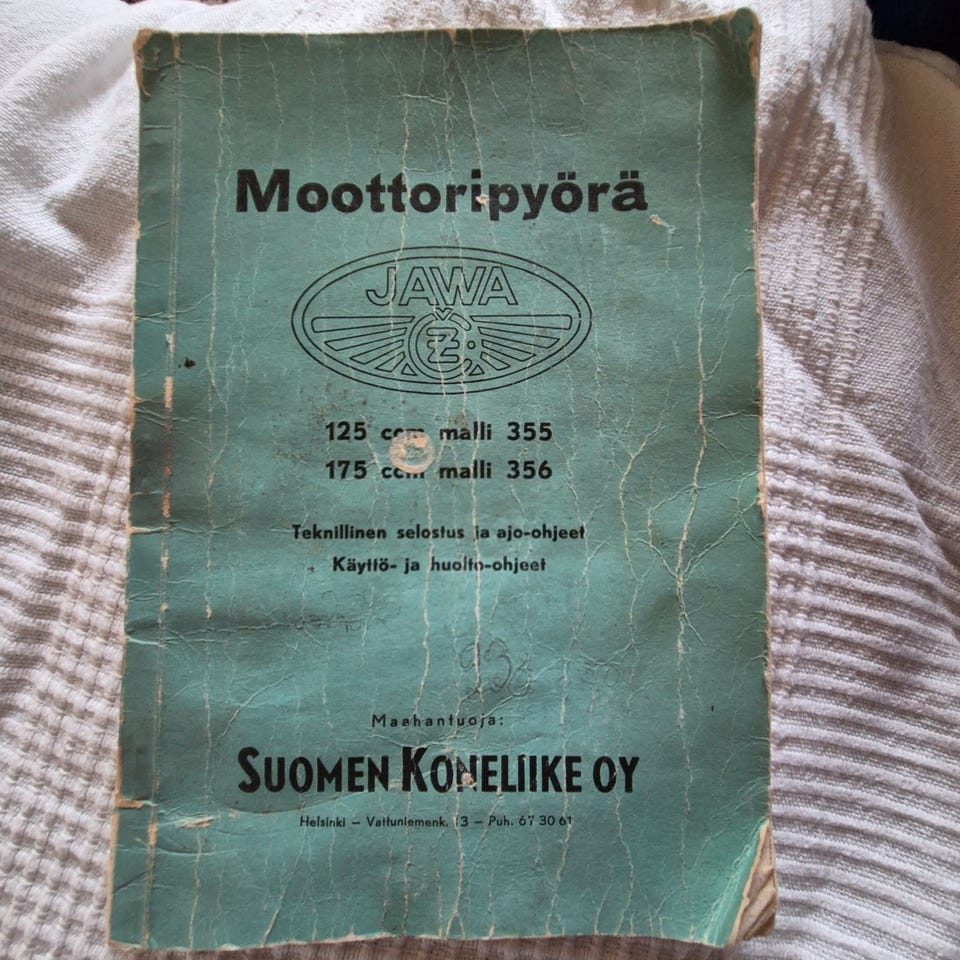 Moottoripyörä
JAWA
ČZ
125 ccm malli 355
175 ccm malli 356
Teknillinen selostus ja ajo-ohjeet
Käyttö- ja huolto-ohjeet
Maahantuoja:
SUOMEN KONELIIKE OY
Helsinki — Vattuniemenk. 13 — Puh. 67 30 61